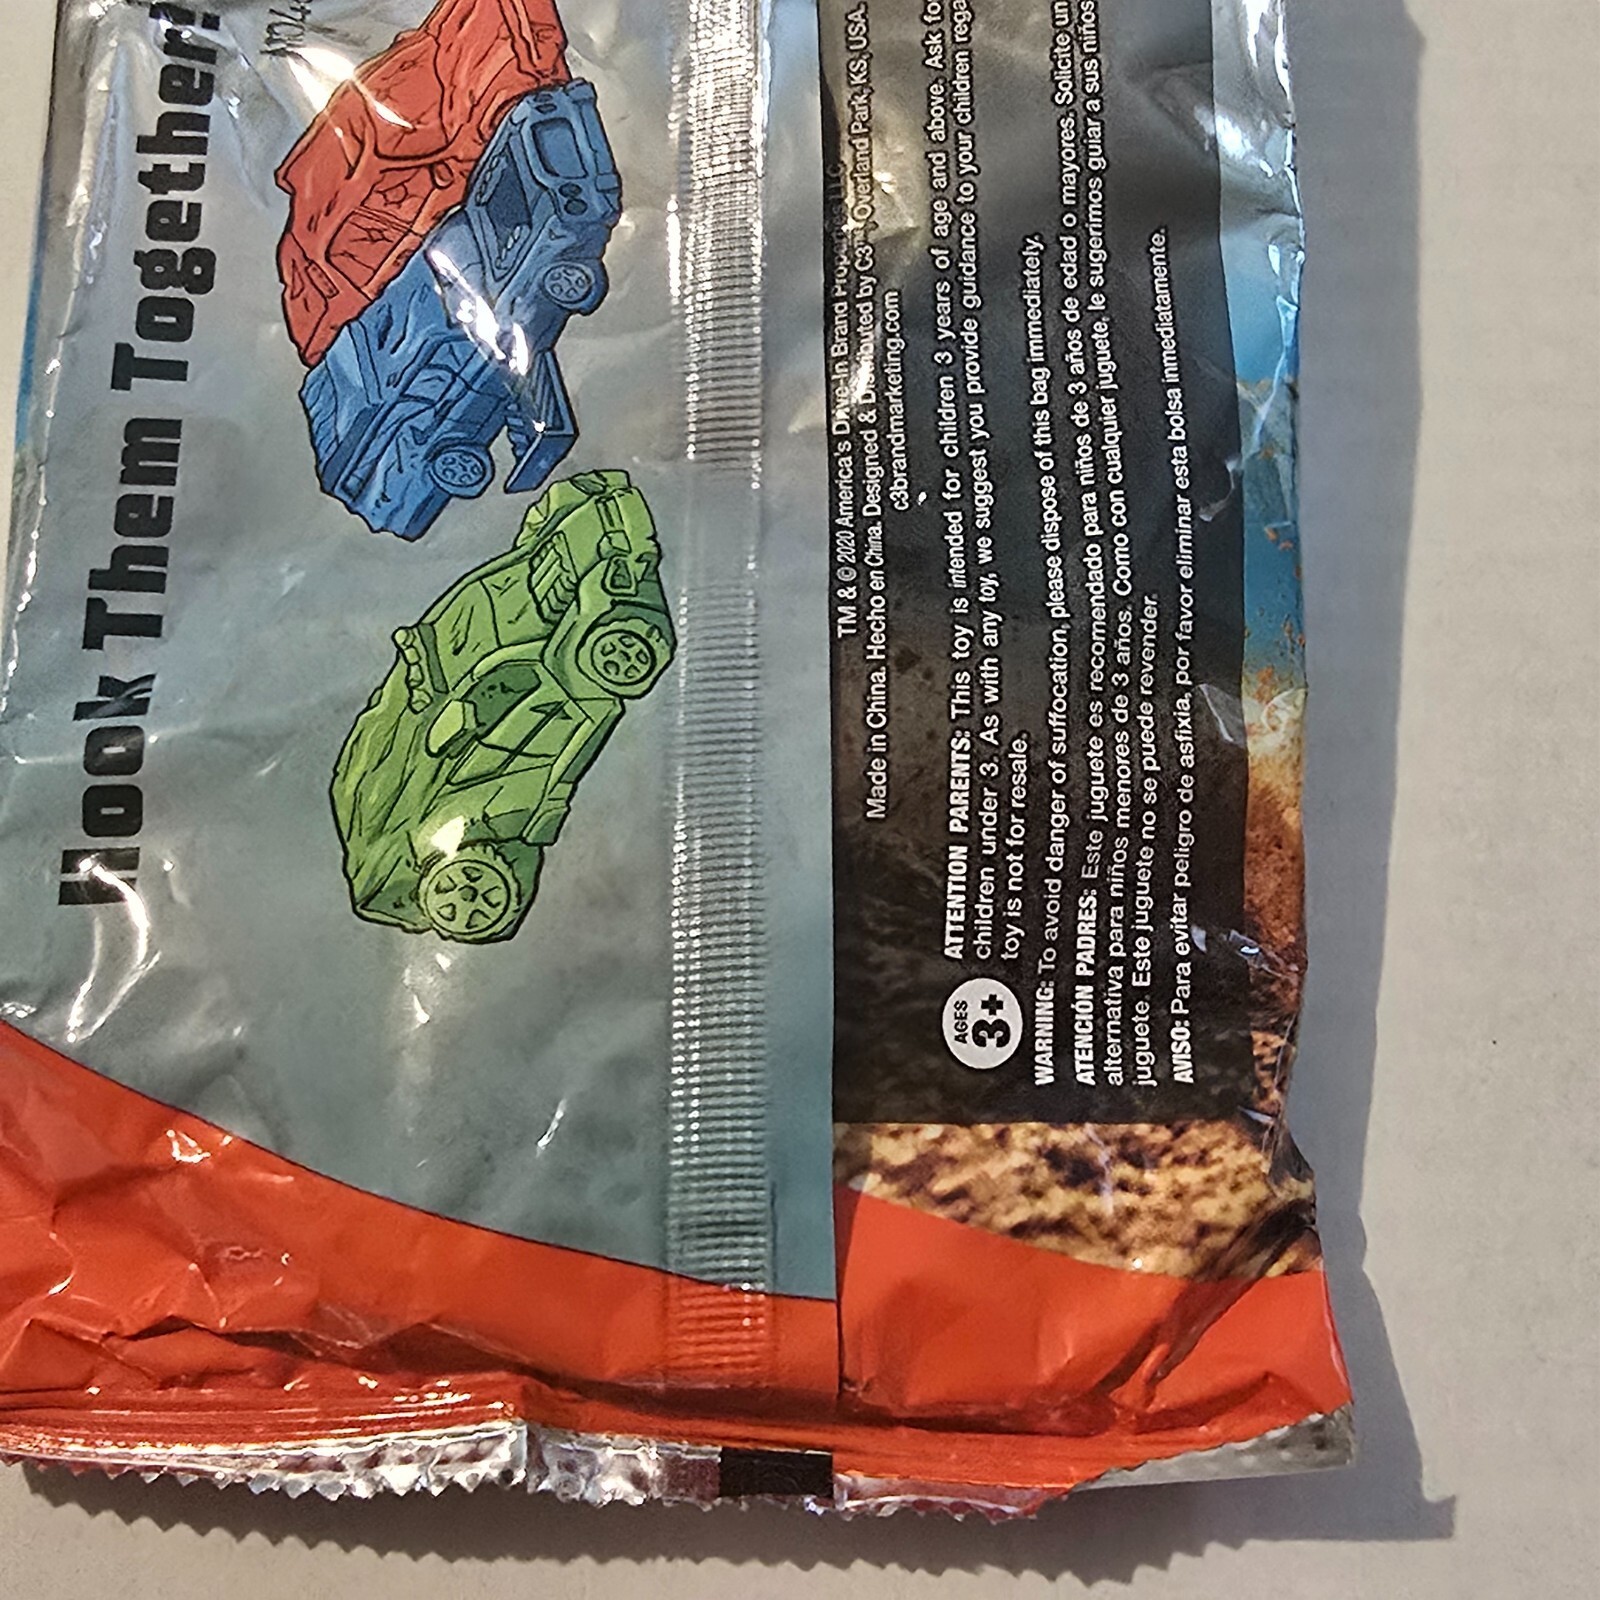 Hook Them Together!
TM & © 2020 America's Drive-In Brand Properties LLC
Made in China. Hecho en China. Designed & Distributed by C3™, Overland Park, KS, USA.
c3brandmarketing.com
AGES
3+
ATTENTION PARENTS: This toy is intended for children 3 years of age and above. Ask for
children under 3. As with any toy, we suggest you provide guidance to your children rega
toy is not for resale.
WARNING: To avoid danger of suffocation, please dispose of this bag immediately.
ATENCIÓN PADRES: Este juguete es recomendado para niños de 3 años de edad o mayores. Solicite un
alternativa para niños menores de 3 años. Como con cualquier juguete, le sugerimos guiar a sus niños
juguete. Este juguete no se puede revender.
AVISO: Para evitar peligro de asfixia, por favor eliminar esta bolsa inmediatamente.